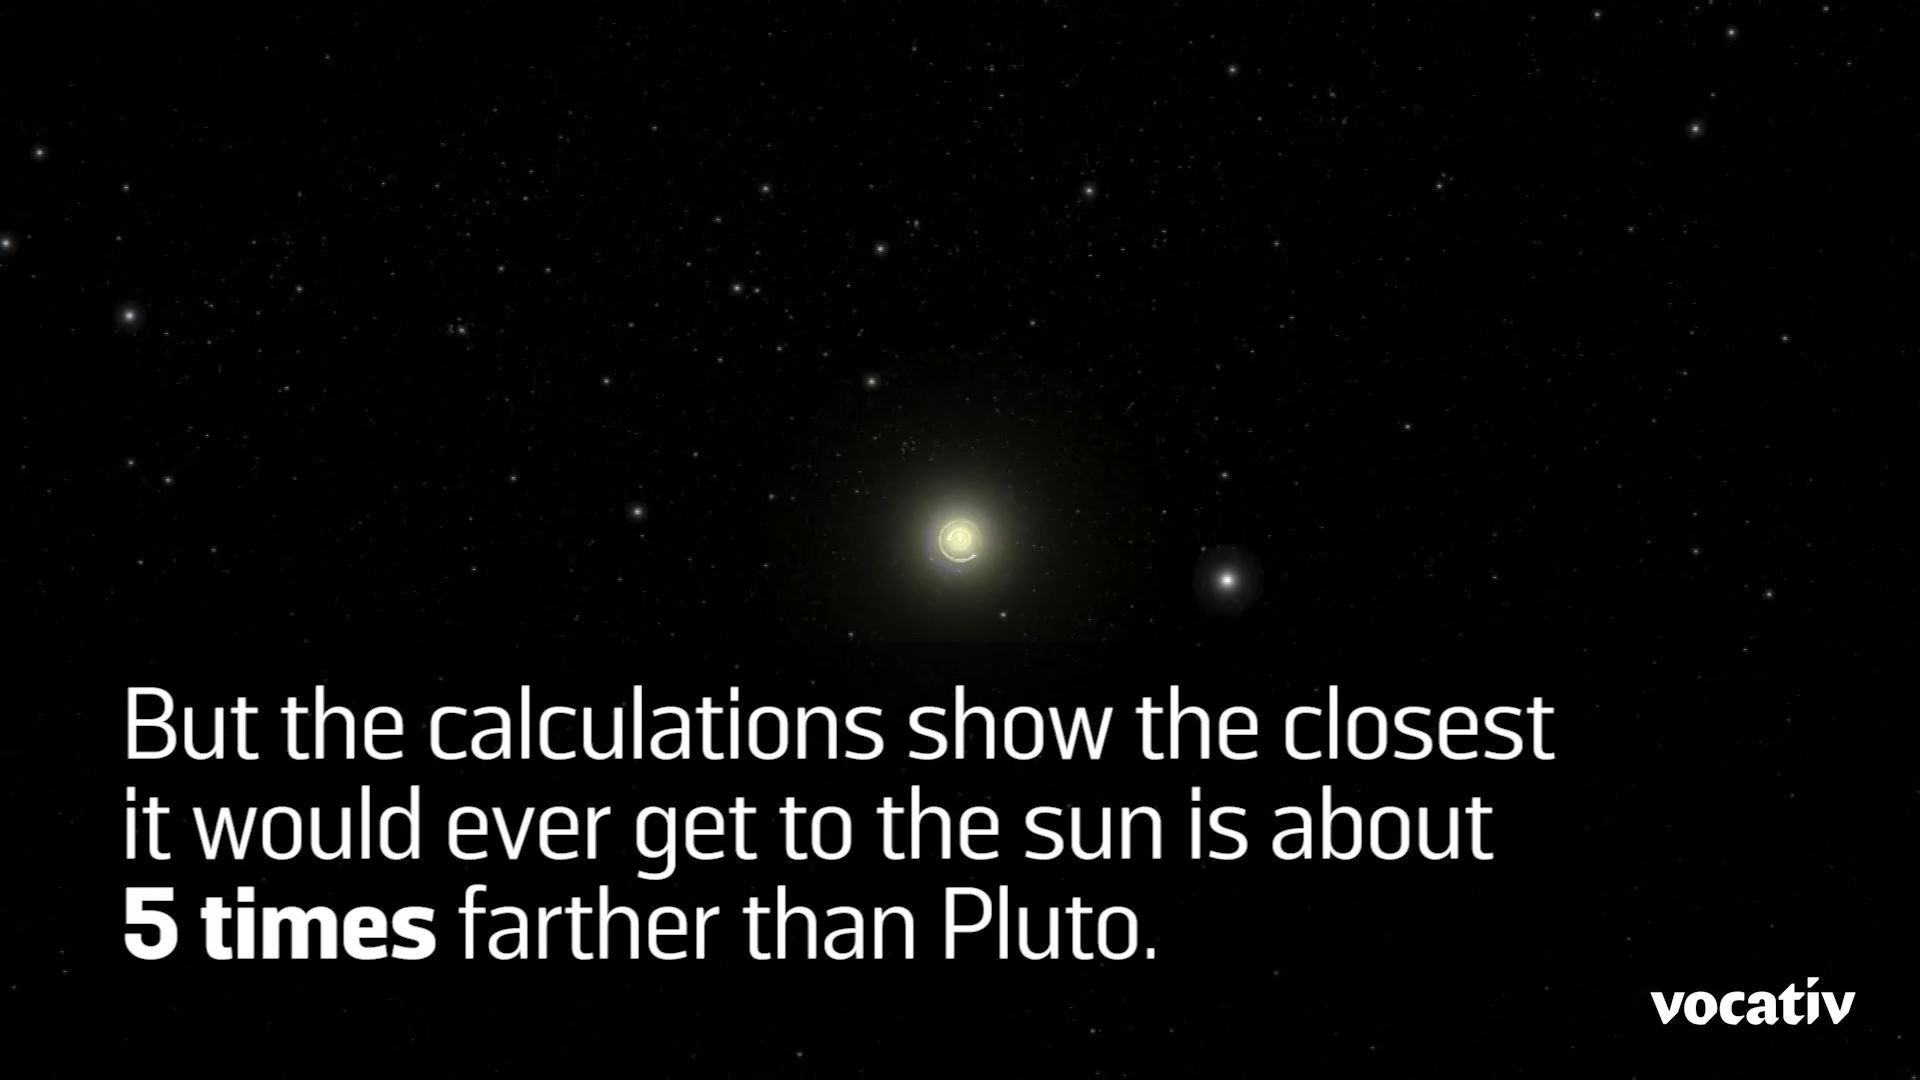 But the calculations show the closest
it would ever get to the sun is about
5 times farther than Pluto.
vocativ